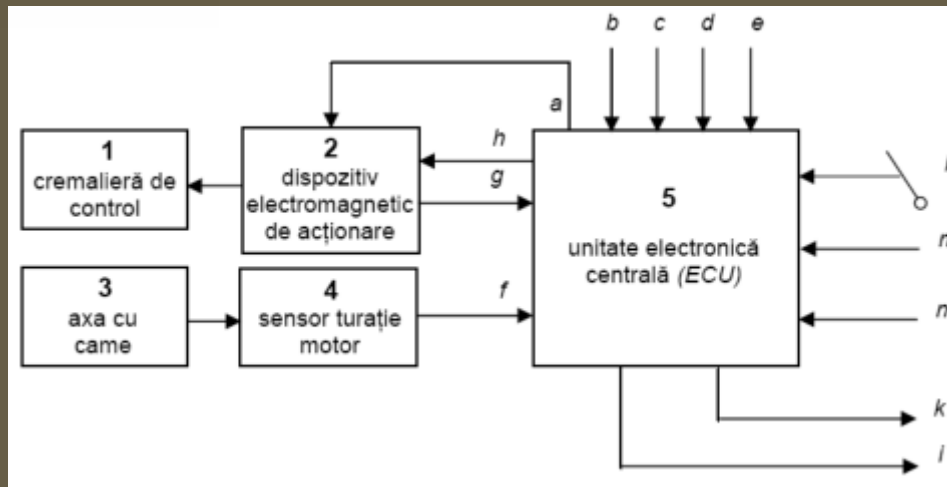 b c d e
a
1
cremalieră de
control
2
dispozitiv
electromagnetic
de acționare
h
g
5
unitate electronică
centrală (ECU)
3
axa cu
came
4
sensor turație
motor
f
n
k
i